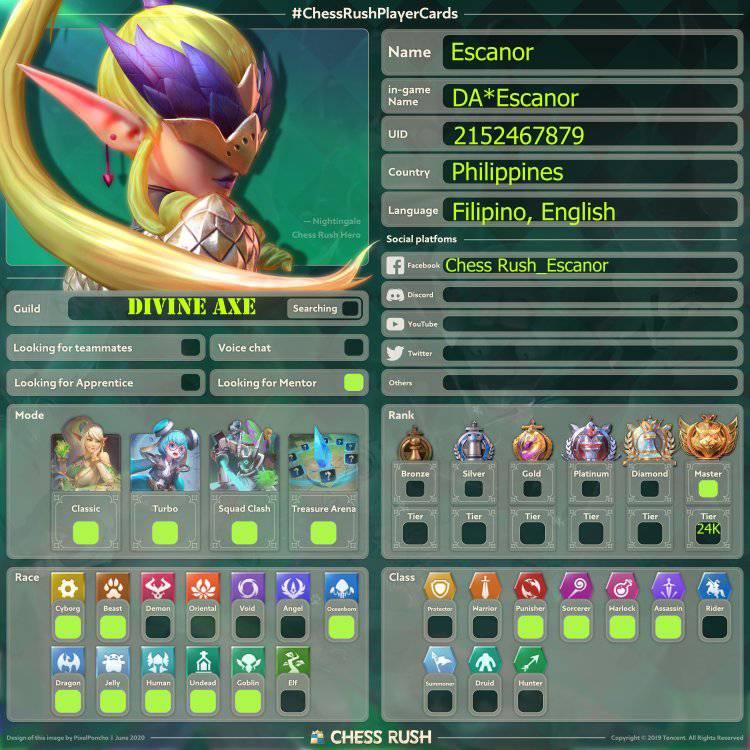 #ChessRushPlayerCards
Name Escanor
in-game Name DA*Escanor
UID 2152467879
Country Philippines
Language Filipino, English
— Nightingale
Chess Rush Hero
Social platfoms
Facebook Chess Rush_Escanor
Discord
YouTube
Twitter
Others
Guild DIVINE AXE Searching
Looking for teammates Voice chat
Looking for Apprentice Looking for Mentor
Mode
Classic Turbo Squad Clash Treasure Arena
Rank
Bronze Silver Gold Platinum Diamond Master
Tier Tier Tier Tier Tier Tier
24K
Race
Cyborg Beast Demon Oriental Void Angel Oceanborn
Dragon Jelly Human Undead Goblin Elf
Class
Protector Warrior Punisher Sorcerer Warlock Assassin Rider
Summoner Druid Hunter
Design of this image by PixelPoncho | June 2020
CHESS RUSH
Copyright © 2019 Tencent. All Rights Reserved